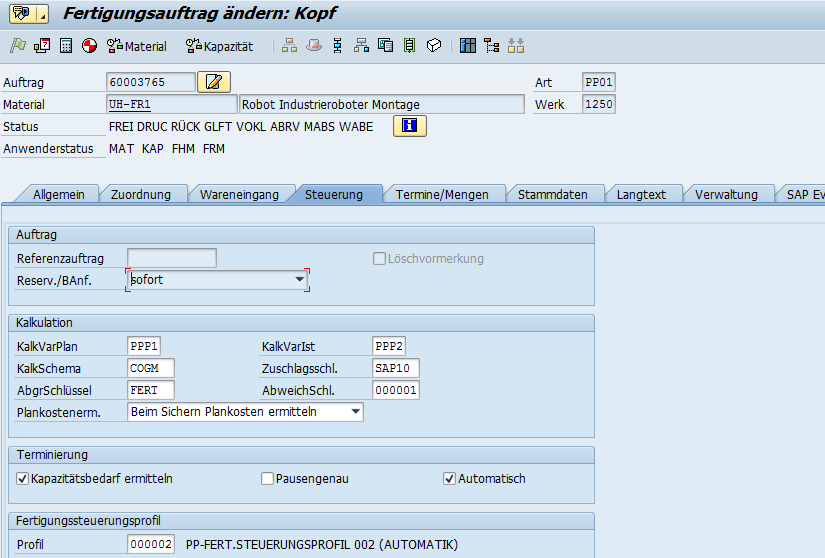 Fertigungsauftrag ändern: Kopf
Material Kapazität
Auftrag 60003765 Art PP01
Material UH-FR1 Robot Industrieroboter Montage Werk 1250
Status FREI DRUC RÜCK GLFT VOKL ABRV MABS WABE
Anwenderstatus MAT KAP FHM FRM
Allgemein Zuordnung Wareneingang Steuerung Termine/Mengen Stammdaten Langtext Verwaltung SAP Ev
Auftrag
Referenzauftrag Löschvormerkung
Reserv./BAnf. sofort
Kalkulation
KalkVarPlan PPP1 KalkVarIst PPP2
KalkSchema COGM Zuschlagsschl. SAP10
AbgrSchlüssel FERT AbweichSchl. 000001
Plankostenerm. Beim Sichern Plankosten ermitteln
Terminierung
Kapazitätsbedarf ermitteln Pausengenau Automatisch
Fertigungssteuerungsprofil
Profil 000002 PP-FERT.STEUERUNGSPROFIL 002 (AUTOMATIK)